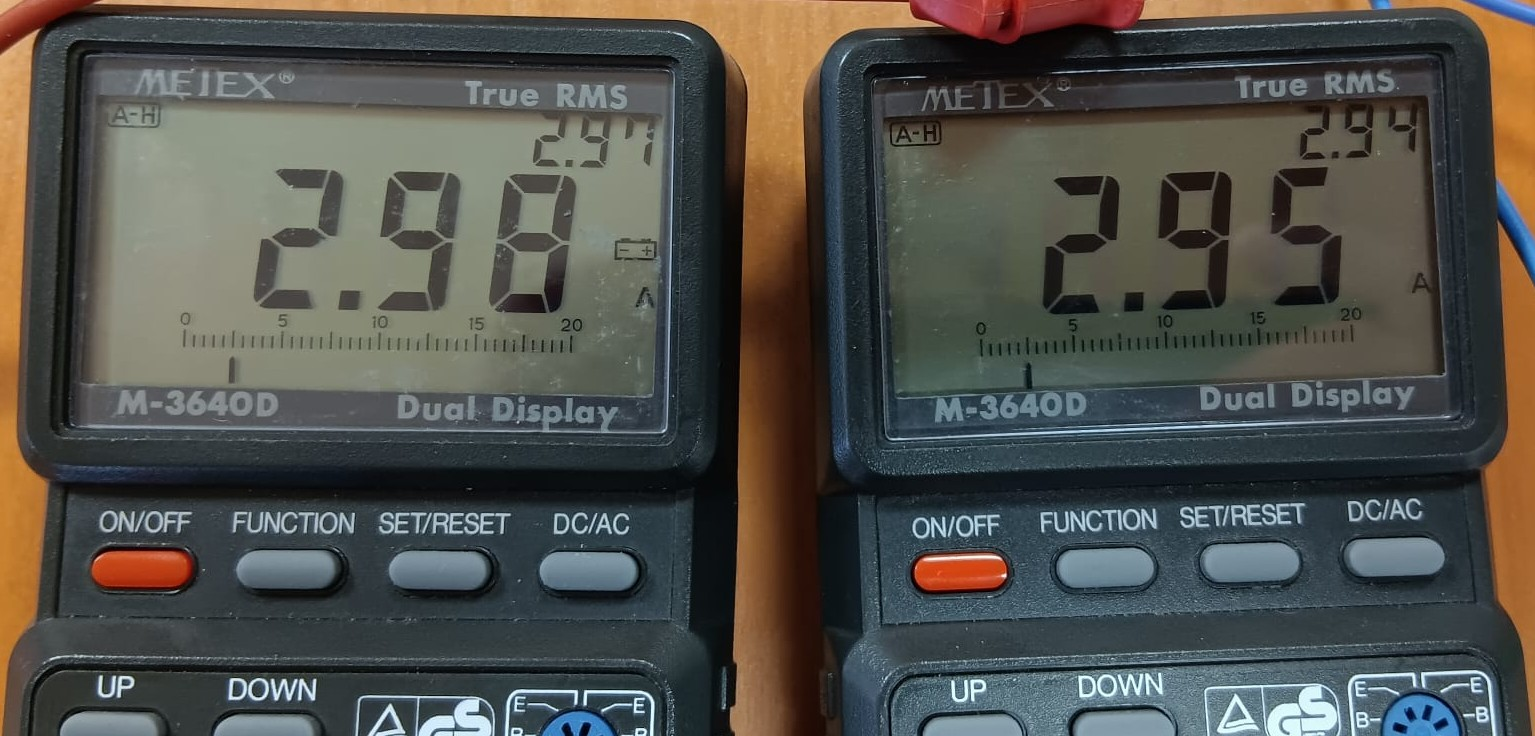 METEX® True RMS
A-H
2.97
2.98
- +
A
0 5 10 15 20
M-3640D Dual Display
ON/OFF FUNCTION SET/RESET DC/AC
UP DOWN
GS
E E
B B
METEX® True RMS
A-H
2.94
2.95
A
0 5 10 15 20
M-3640D Dual Display
ON/OFF FUNCTION SET/RESET DC/AC
UP DOWN
GS
E E
B B